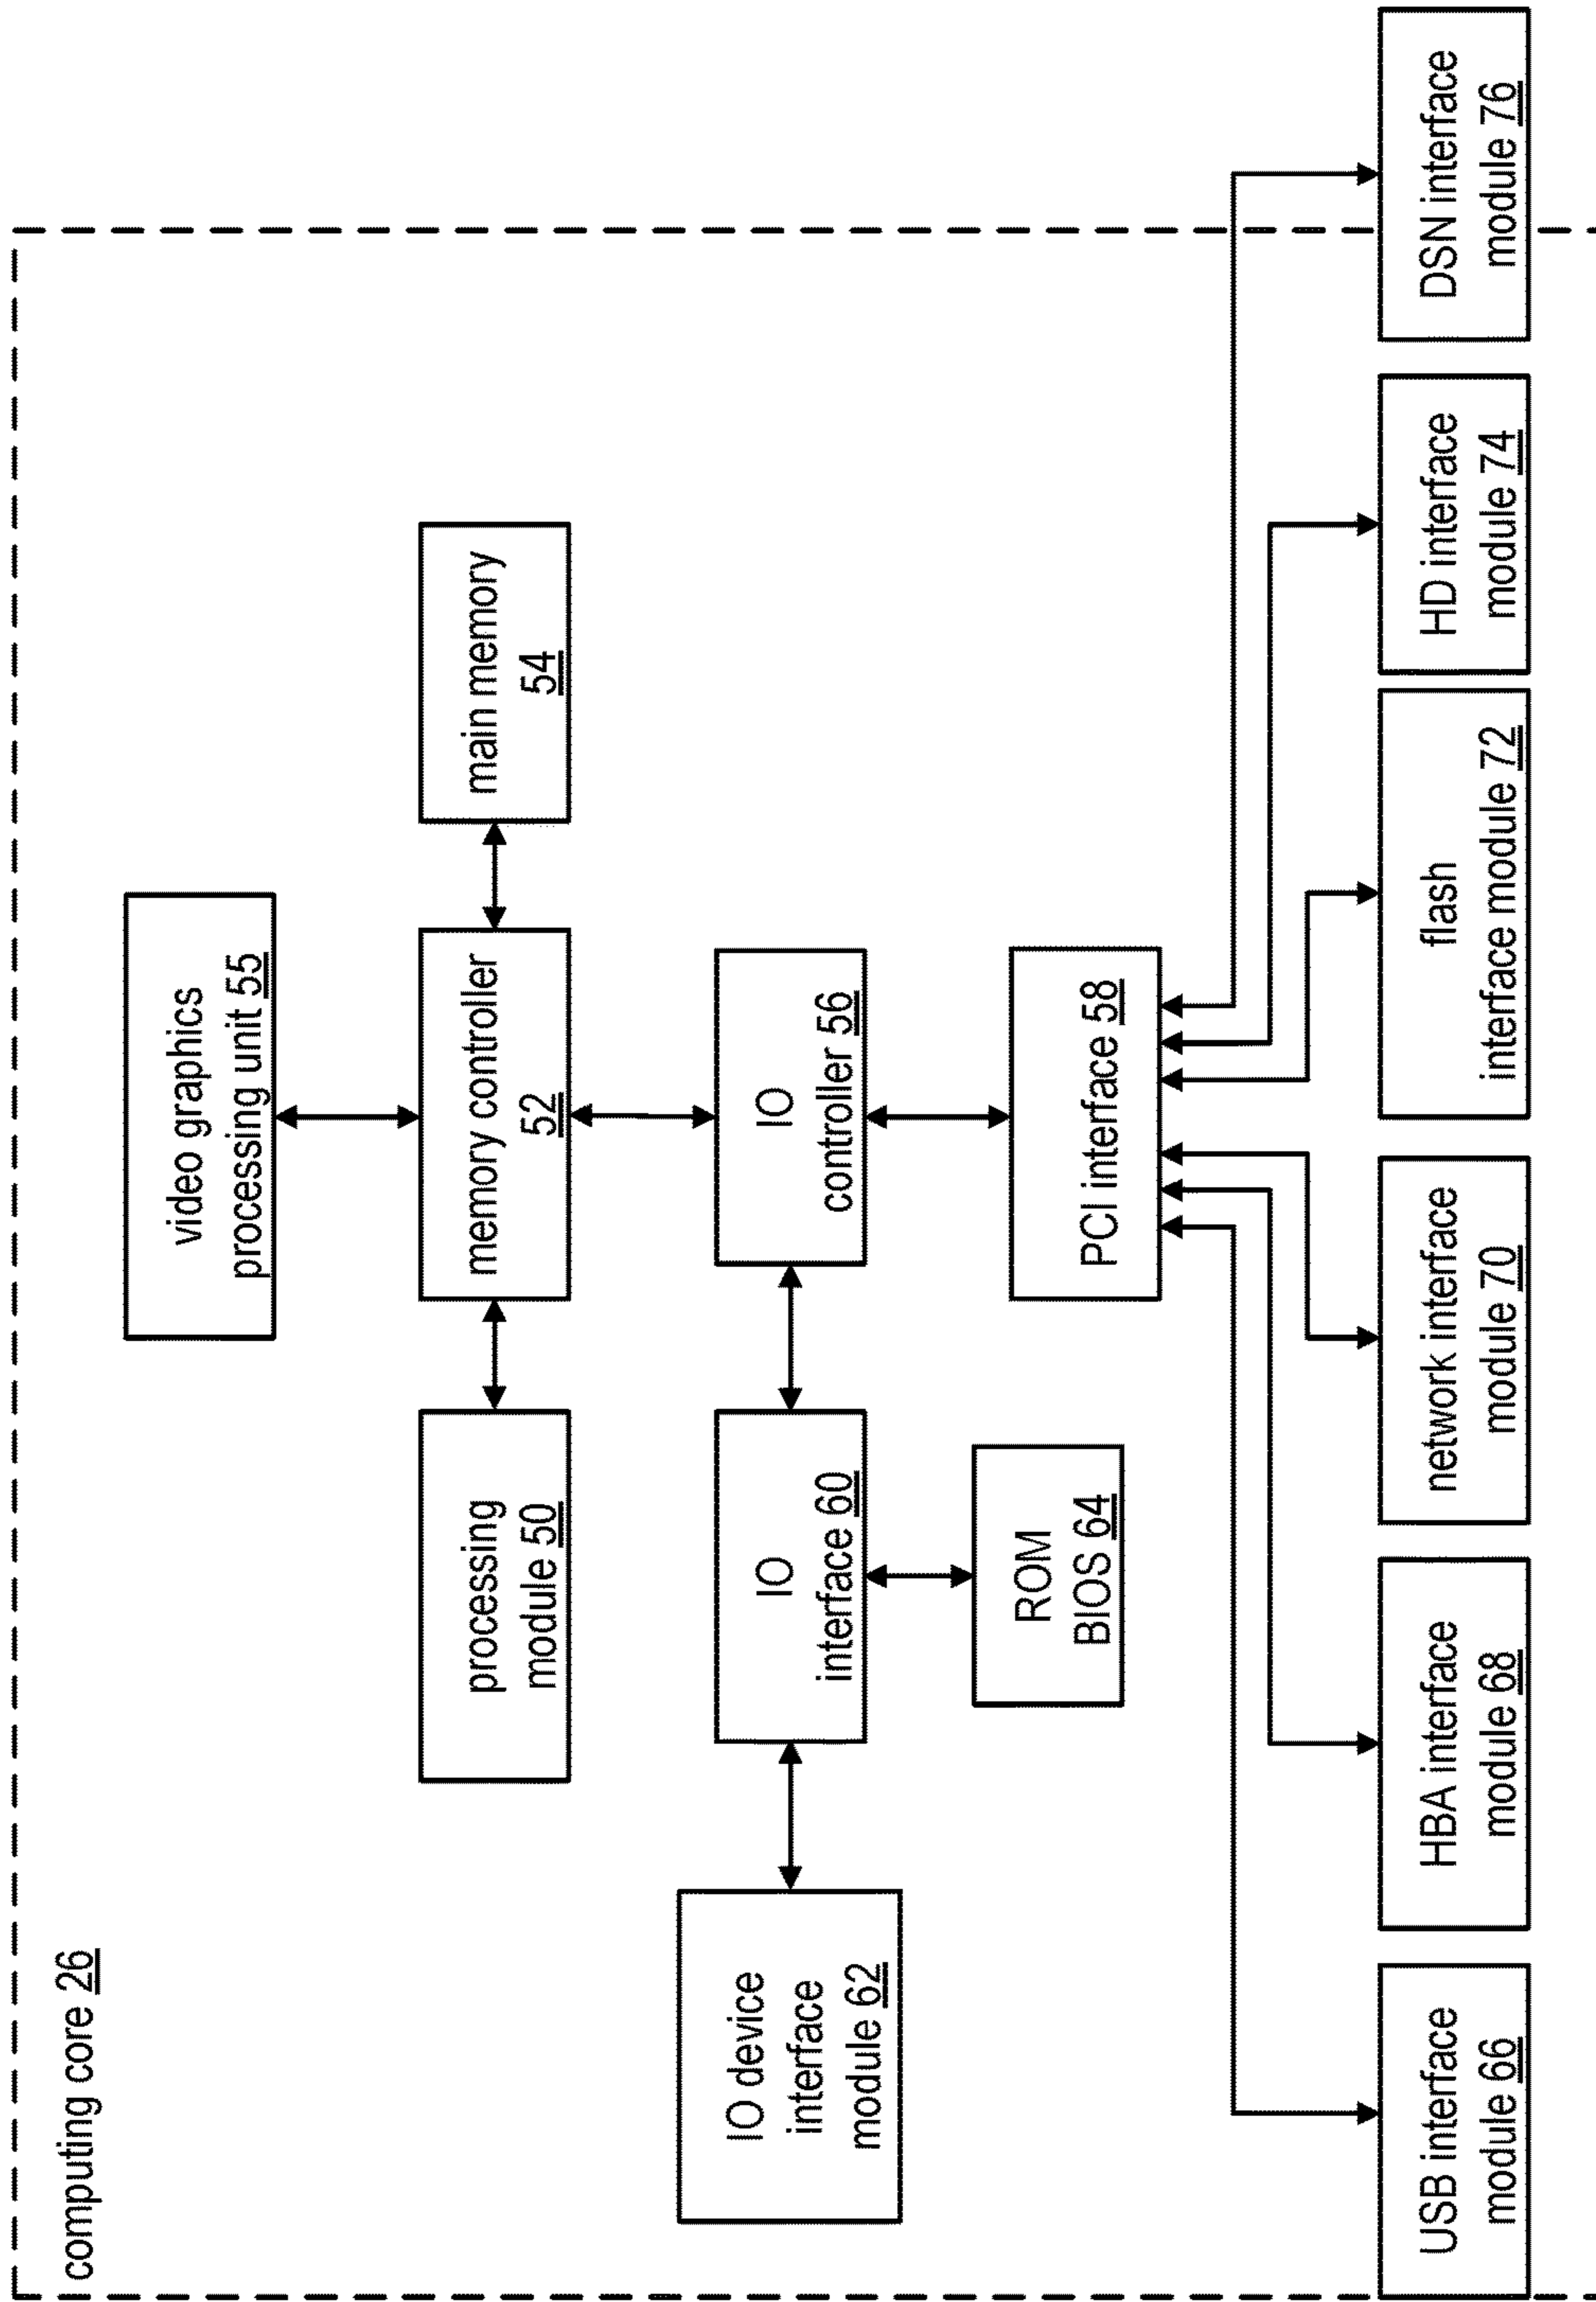 computing core 26
video graphics
processing unit 55
processing
module 50
memory controller
52
main memory
54
IO device
interface
module 62
IO
interface 60
IO
controller 56
ROM
BIOS 64
PCI interface 58
USB interface
module 66
HBA interface
module 68
network interface
module 70
flash
interface module 72
HD interface
module 74
DSN interface
module 76